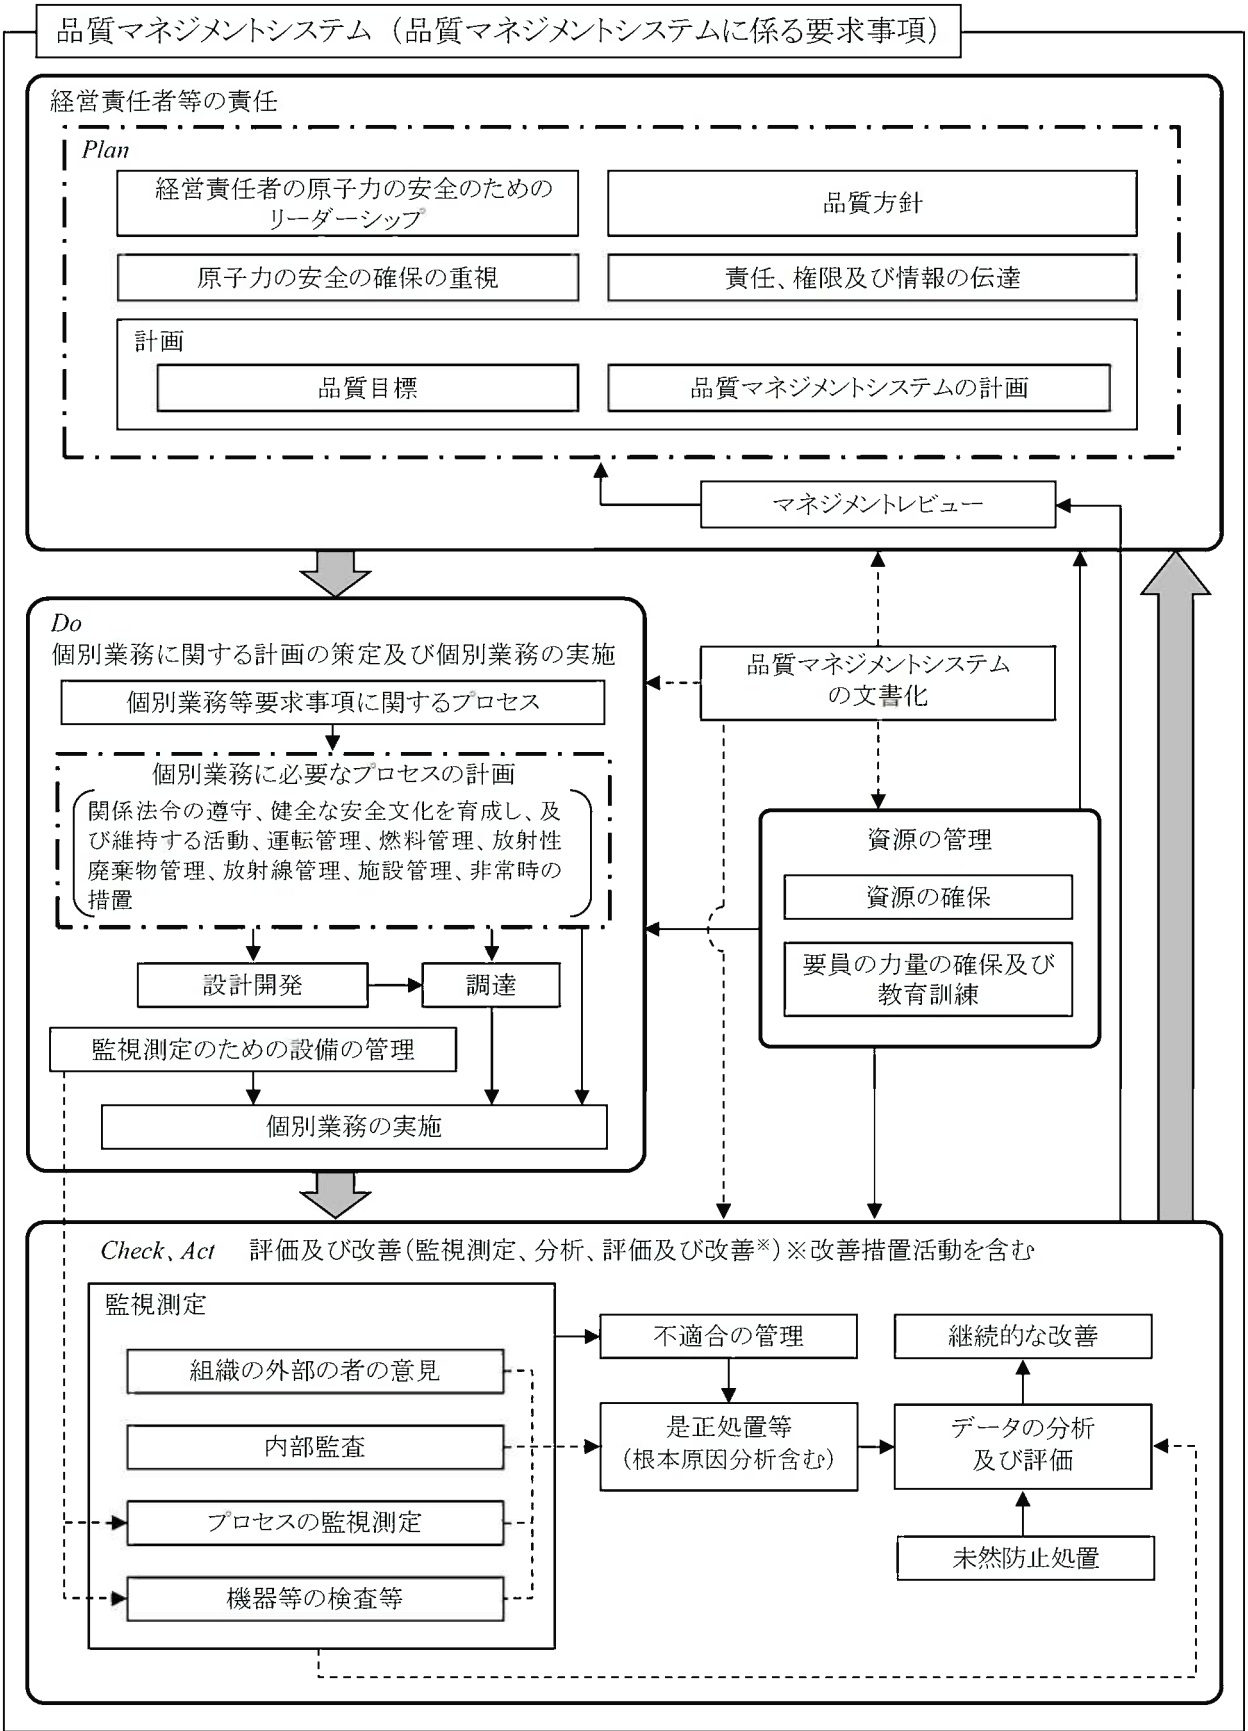 品質マネジメントシステム（品質マネジメントシステムに係る要求事項）
経営責任者等の責任
Plan
経営責任者の原子力の安全のための
リーダーシップ
品質方針
原子力の安全の確保の重視
責任、権限及び情報の伝達
計画
品質目標
品質マネジメントシステムの計画
マネジメントレビュー
Do
個別業務に関する計画の策定及び個別業務の実施
個別業務等要求事項に関するプロセス
個別業務に必要なプロセスの計画
関係法令の遵守、健全な安全文化を育成し、及
び維持する活動、運転管理、燃料管理、放射性
廃棄物管理、放射線管理、施設管理、非常時の
措置
設計開発
調達
監視測定のための設備の管理
個別業務の実施
品質マネジメントシステム
の文書化
資源の管理
資源の確保
要員の力量の確保及び
教育訓練
Check、Act　評価及び改善（監視測定、分析、評価及び改善※）※改善措置活動を含む
監視測定
組織の外部の者の意見
内部監査
プロセスの監視測定
機器等の検査等
不適合の管理
是正処置等
（根本原因分析含む）
継続的な改善
データの分析
及び評価
未然防止処置